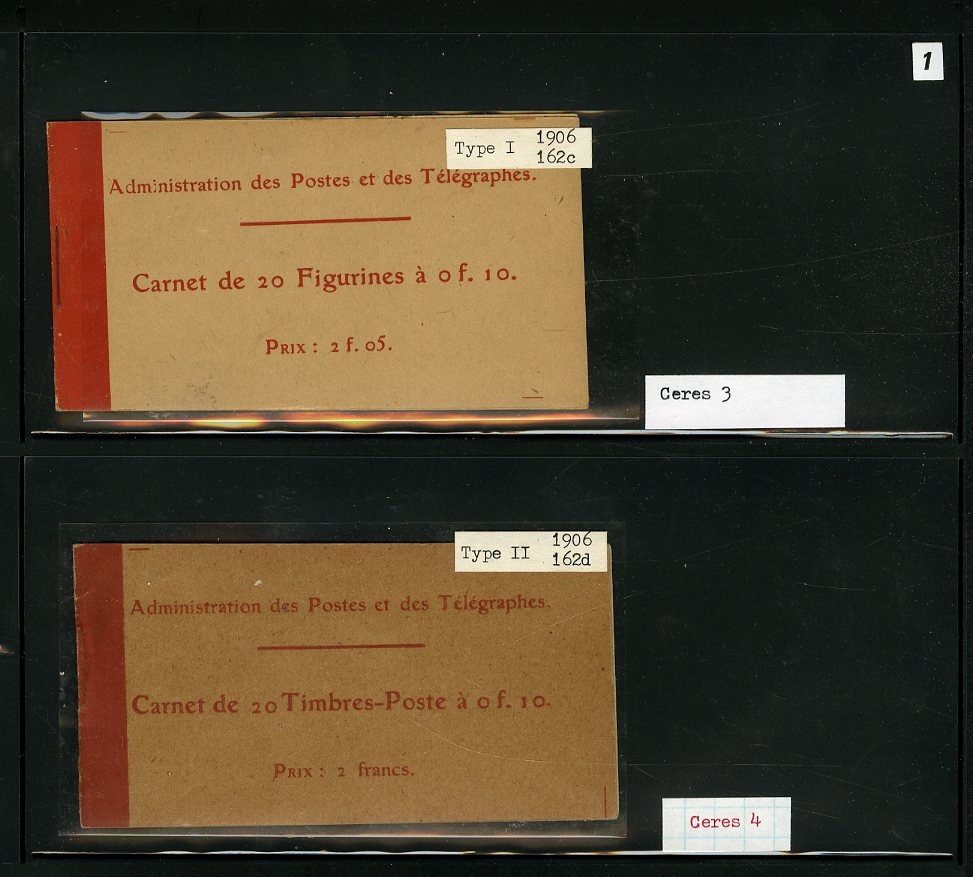 1
Type I 1906
162c
Administration des Postes et des Télégraphes.
Carnet de 20 Figurines à 0 f. 10.
PRIX : 2 f. 05.
Ceres 3
Type II 1906
162d
Administration des Postes et des Télégraphes.
Carnet de 20 Timbres-Poste à 0 f. 10.
PRIX : 2 francs.
Ceres 4